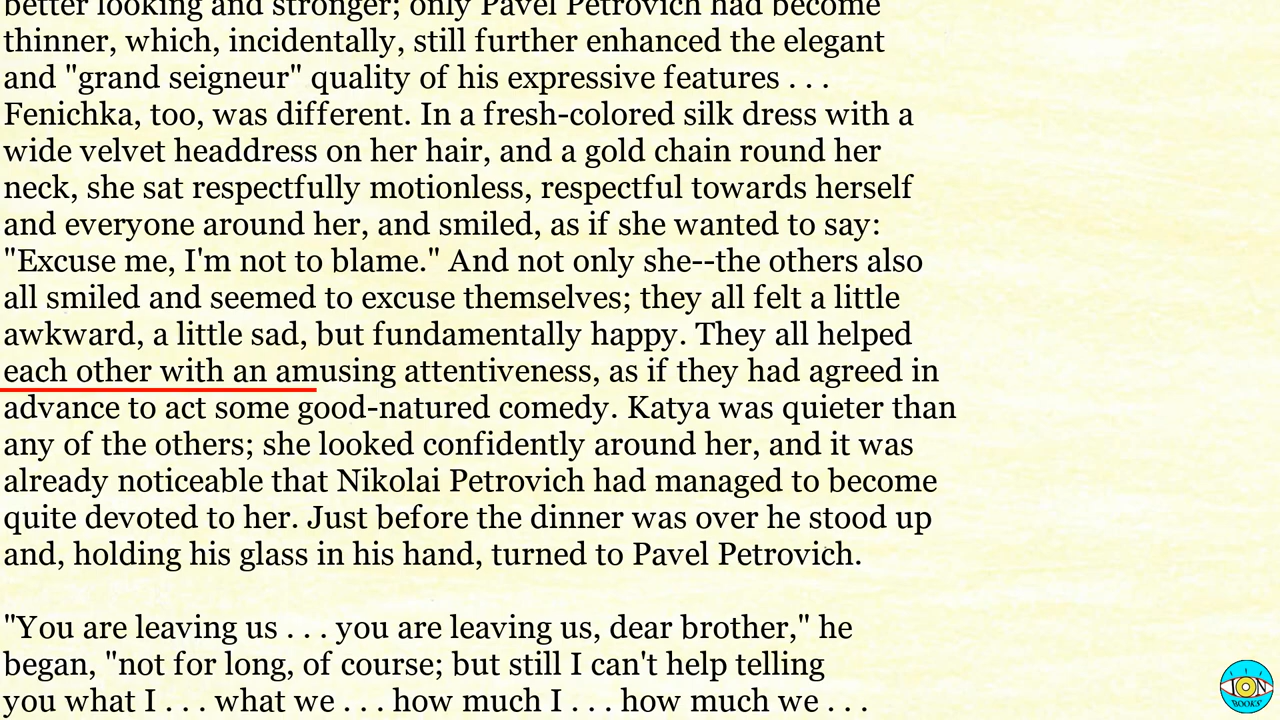 better looking and stronger; only Pavel Petrovich had become
thinner, which, incidentally, still further enhanced the elegant
and "grand seigneur" quality of his expressive features . . .
Fenichka, too, was different. In a fresh-colored silk dress with a
wide velvet headdress on her hair, and a gold chain round her
neck, she sat respectfully motionless, respectful towards herself
and everyone around her, and smiled, as if she wanted to say:
"Excuse me, I'm not to blame." And not only she--the others also
all smiled and seemed to excuse themselves; they all felt a little
awkward, a little sad, but fundamentally happy. They all helped
each other with an amusing attentiveness, as if they had agreed in
advance to act some good-natured comedy. Katya was quieter than
any of the others; she looked confidently around her, and it was
already noticeable that Nikolai Petrovich had managed to become
quite devoted to her. Just before the dinner was over he stood up
and, holding his glass in his hand, turned to Pavel Petrovich.
"You are leaving us . . . you are leaving us, dear brother," he
began, "not for long, of course; but still I can't help telling
you what I . . . what we . . . how much I . . . how much we . . .
ION
BOOKS